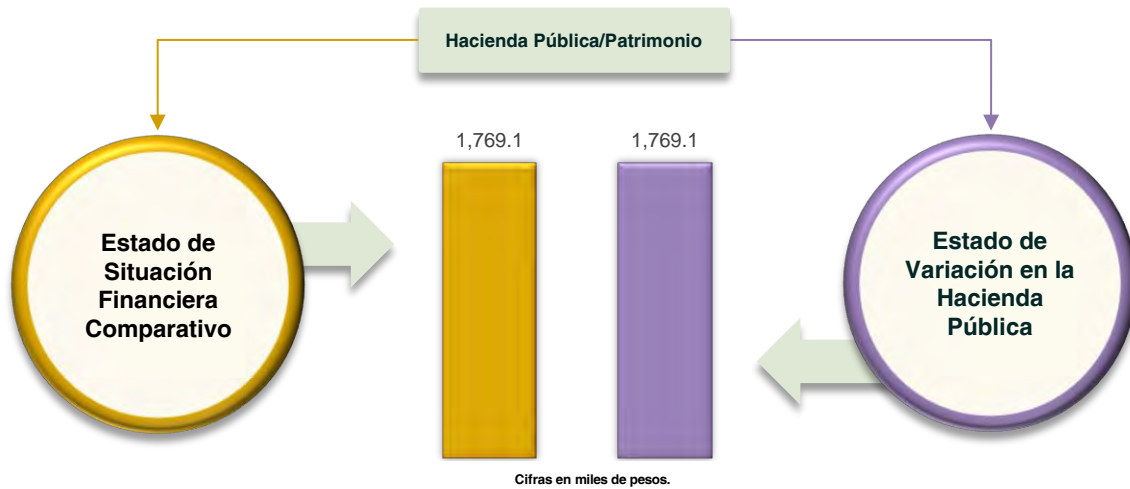 Hacienda Pública/Patrimonio
1,769.1
1,769.1
Estado de
Situación
Financiera
Comparativo
Estado de
Variación en la
Hacienda
Pública
Cifras en miles de pesos.